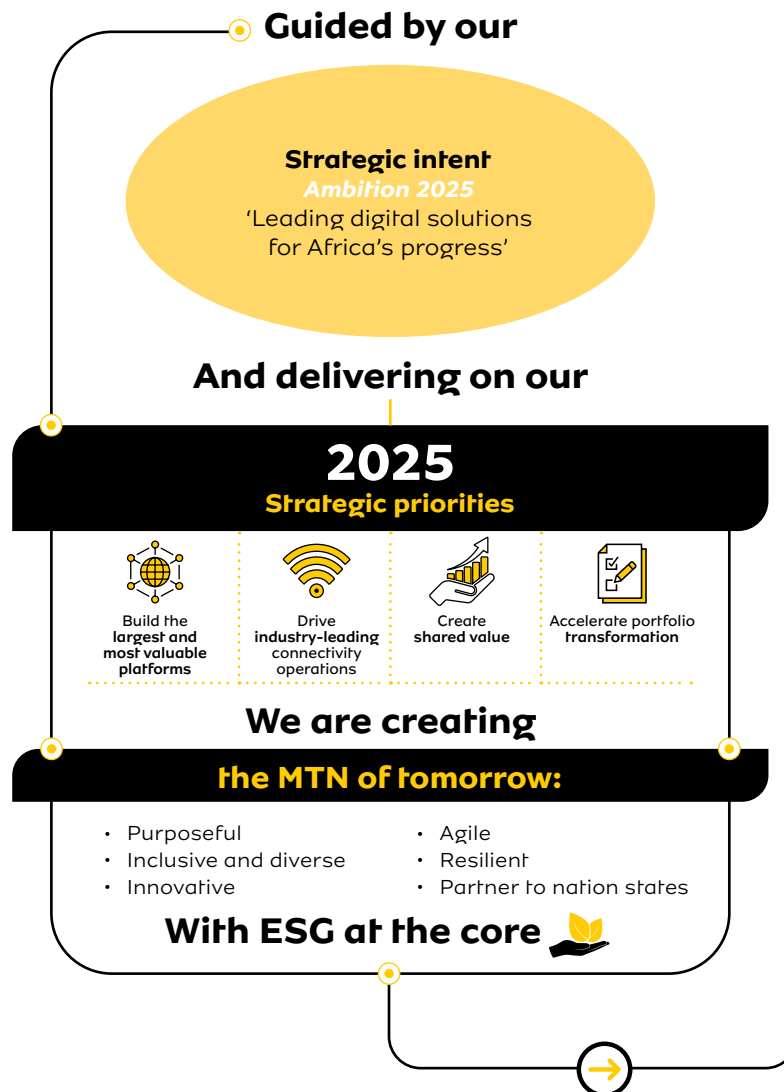 Guided by our
Strategic intent
Ambition 2025
‘Leading digital solutions
for Africa’s progress’
And delivering on our
2025
Strategic priorities
Build the
largest and
most valuable
platforms
Drive
industry-leading
connectivity
operations
Create
shared value
Accelerate portfolio
transformation
We are creating
the MTN of tomorrow:
• Purposeful
• Inclusive and diverse
• Innovative
• Agile
• Resilient
• Partner to nation states
With ESG at the core